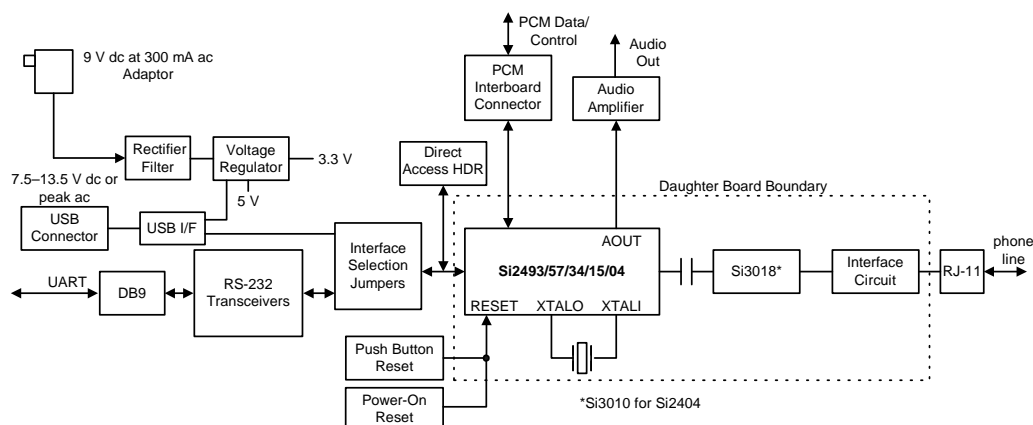 9 V dc at 300 mA ac
Adaptor
PCM Data/
Control
Audio
Out
PCM
Interboard
Connector
Audio
Amplifier
Rectifier
Filter
Voltage
Regulator
3.3 V
5 V
Direct
Access HDR
7.5–13.5 V dc or
peak ac
USB
Connector
USB I/F
Daughter Board Boundary
Interface
Selection
Jumpers
AOUT
Si2493/57/34/15/04
RESET
XTALO
XTALI
Si3018*
Interface
Circuit
RJ-11
phone
line
UART
DB9
RS-232
Transceivers
Push Button
Reset
Power-On
Reset
*Si3010 for Si2404